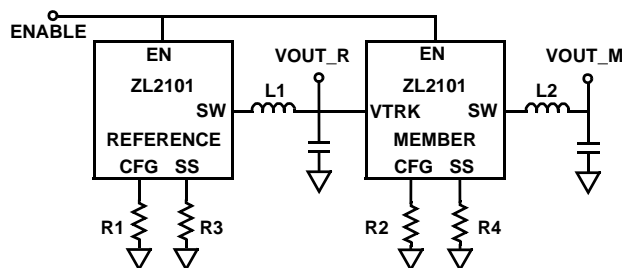 ENABLE
EN
ZL2101
SW
REFERENCE
CFG SS
R1
R3
L1
VOUT_R
EN
ZL2101
VTRK
SW
MEMBER
CFG SS
R2
R4
L2
VOUT_M